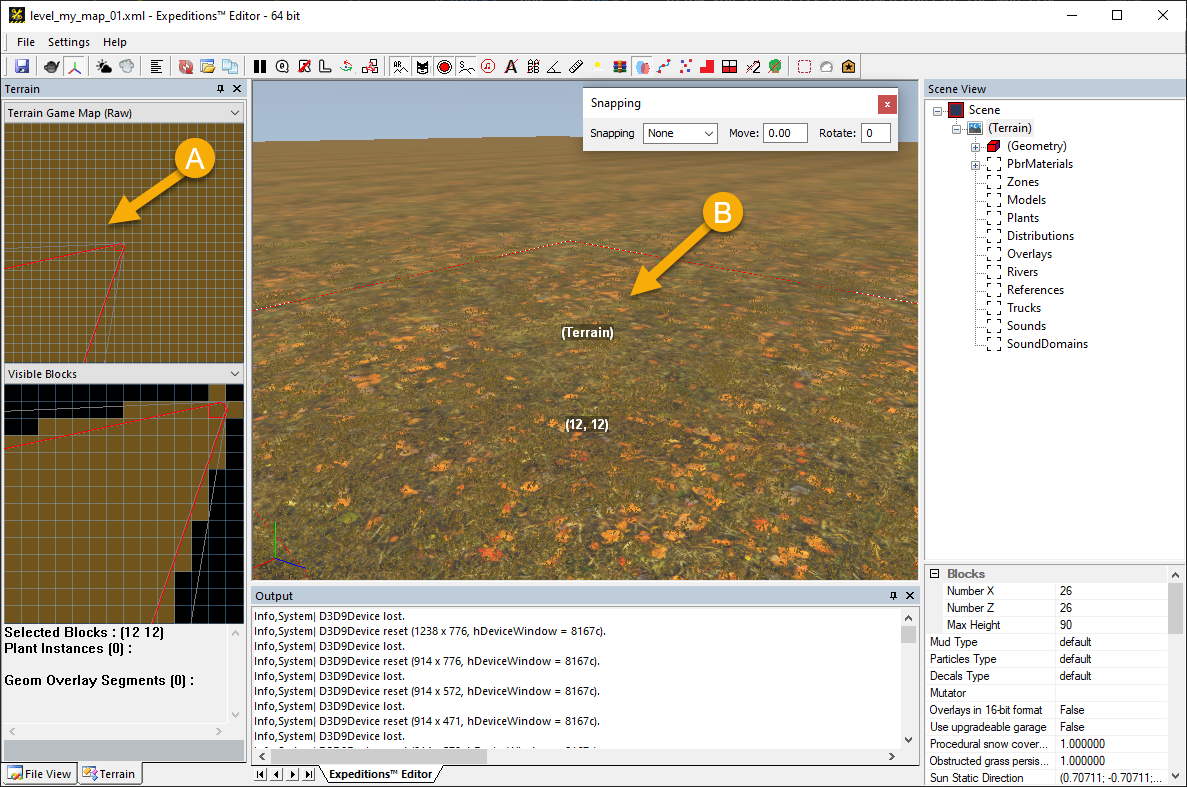 level_my_map_01.xml - Expeditions™ Editor - 64 bit
File Settings Help
Terrain
Terrain Game Map (Raw)
A
Visible Blocks
Selected Blocks : (12 12)
Plant Instances (0) :
Geom Overlay Segments (0) :
File View
Terrain
Snapping
Snapping None Move: 0.00 Rotate: 0
B
(Terrain)
(12, 12)
Output
Info,System| D3D9Device lost.
Info,System| D3D9Device reset (1238 x 776, hDeviceWindow = 8167c).
Info,System| D3D9Device lost.
Info,System| D3D9Device reset (914 x 776, hDeviceWindow = 8167c).
Info,System| D3D9Device lost.
Info,System| D3D9Device reset (914 x 572, hDeviceWindow = 8167c).
Info,System| D3D9Device lost.
Info,System| D3D9Device reset (914 x 471, hDeviceWindow = 8167c).
Info,System| D3D9Device lost.
Expeditions™ Editor
Scene View
Scene
(Terrain)
(Geometry)
PbrMaterials
Zones
Models
Plants
Distributions
Overlays
Rivers
References
Trucks
Sounds
SoundDomains
Blocks
Number X 26
Number Z 26
Max Height 90
Mud Type default
Particles Type default
Decals Type default
Mutator
Overlays in 16-bit format False
Use upgradeable garage False
Procedural snow cover... 1.000000
Obstructed grass persis... 1.000000
Sun Static Direction (0.70711; -0.70711;...